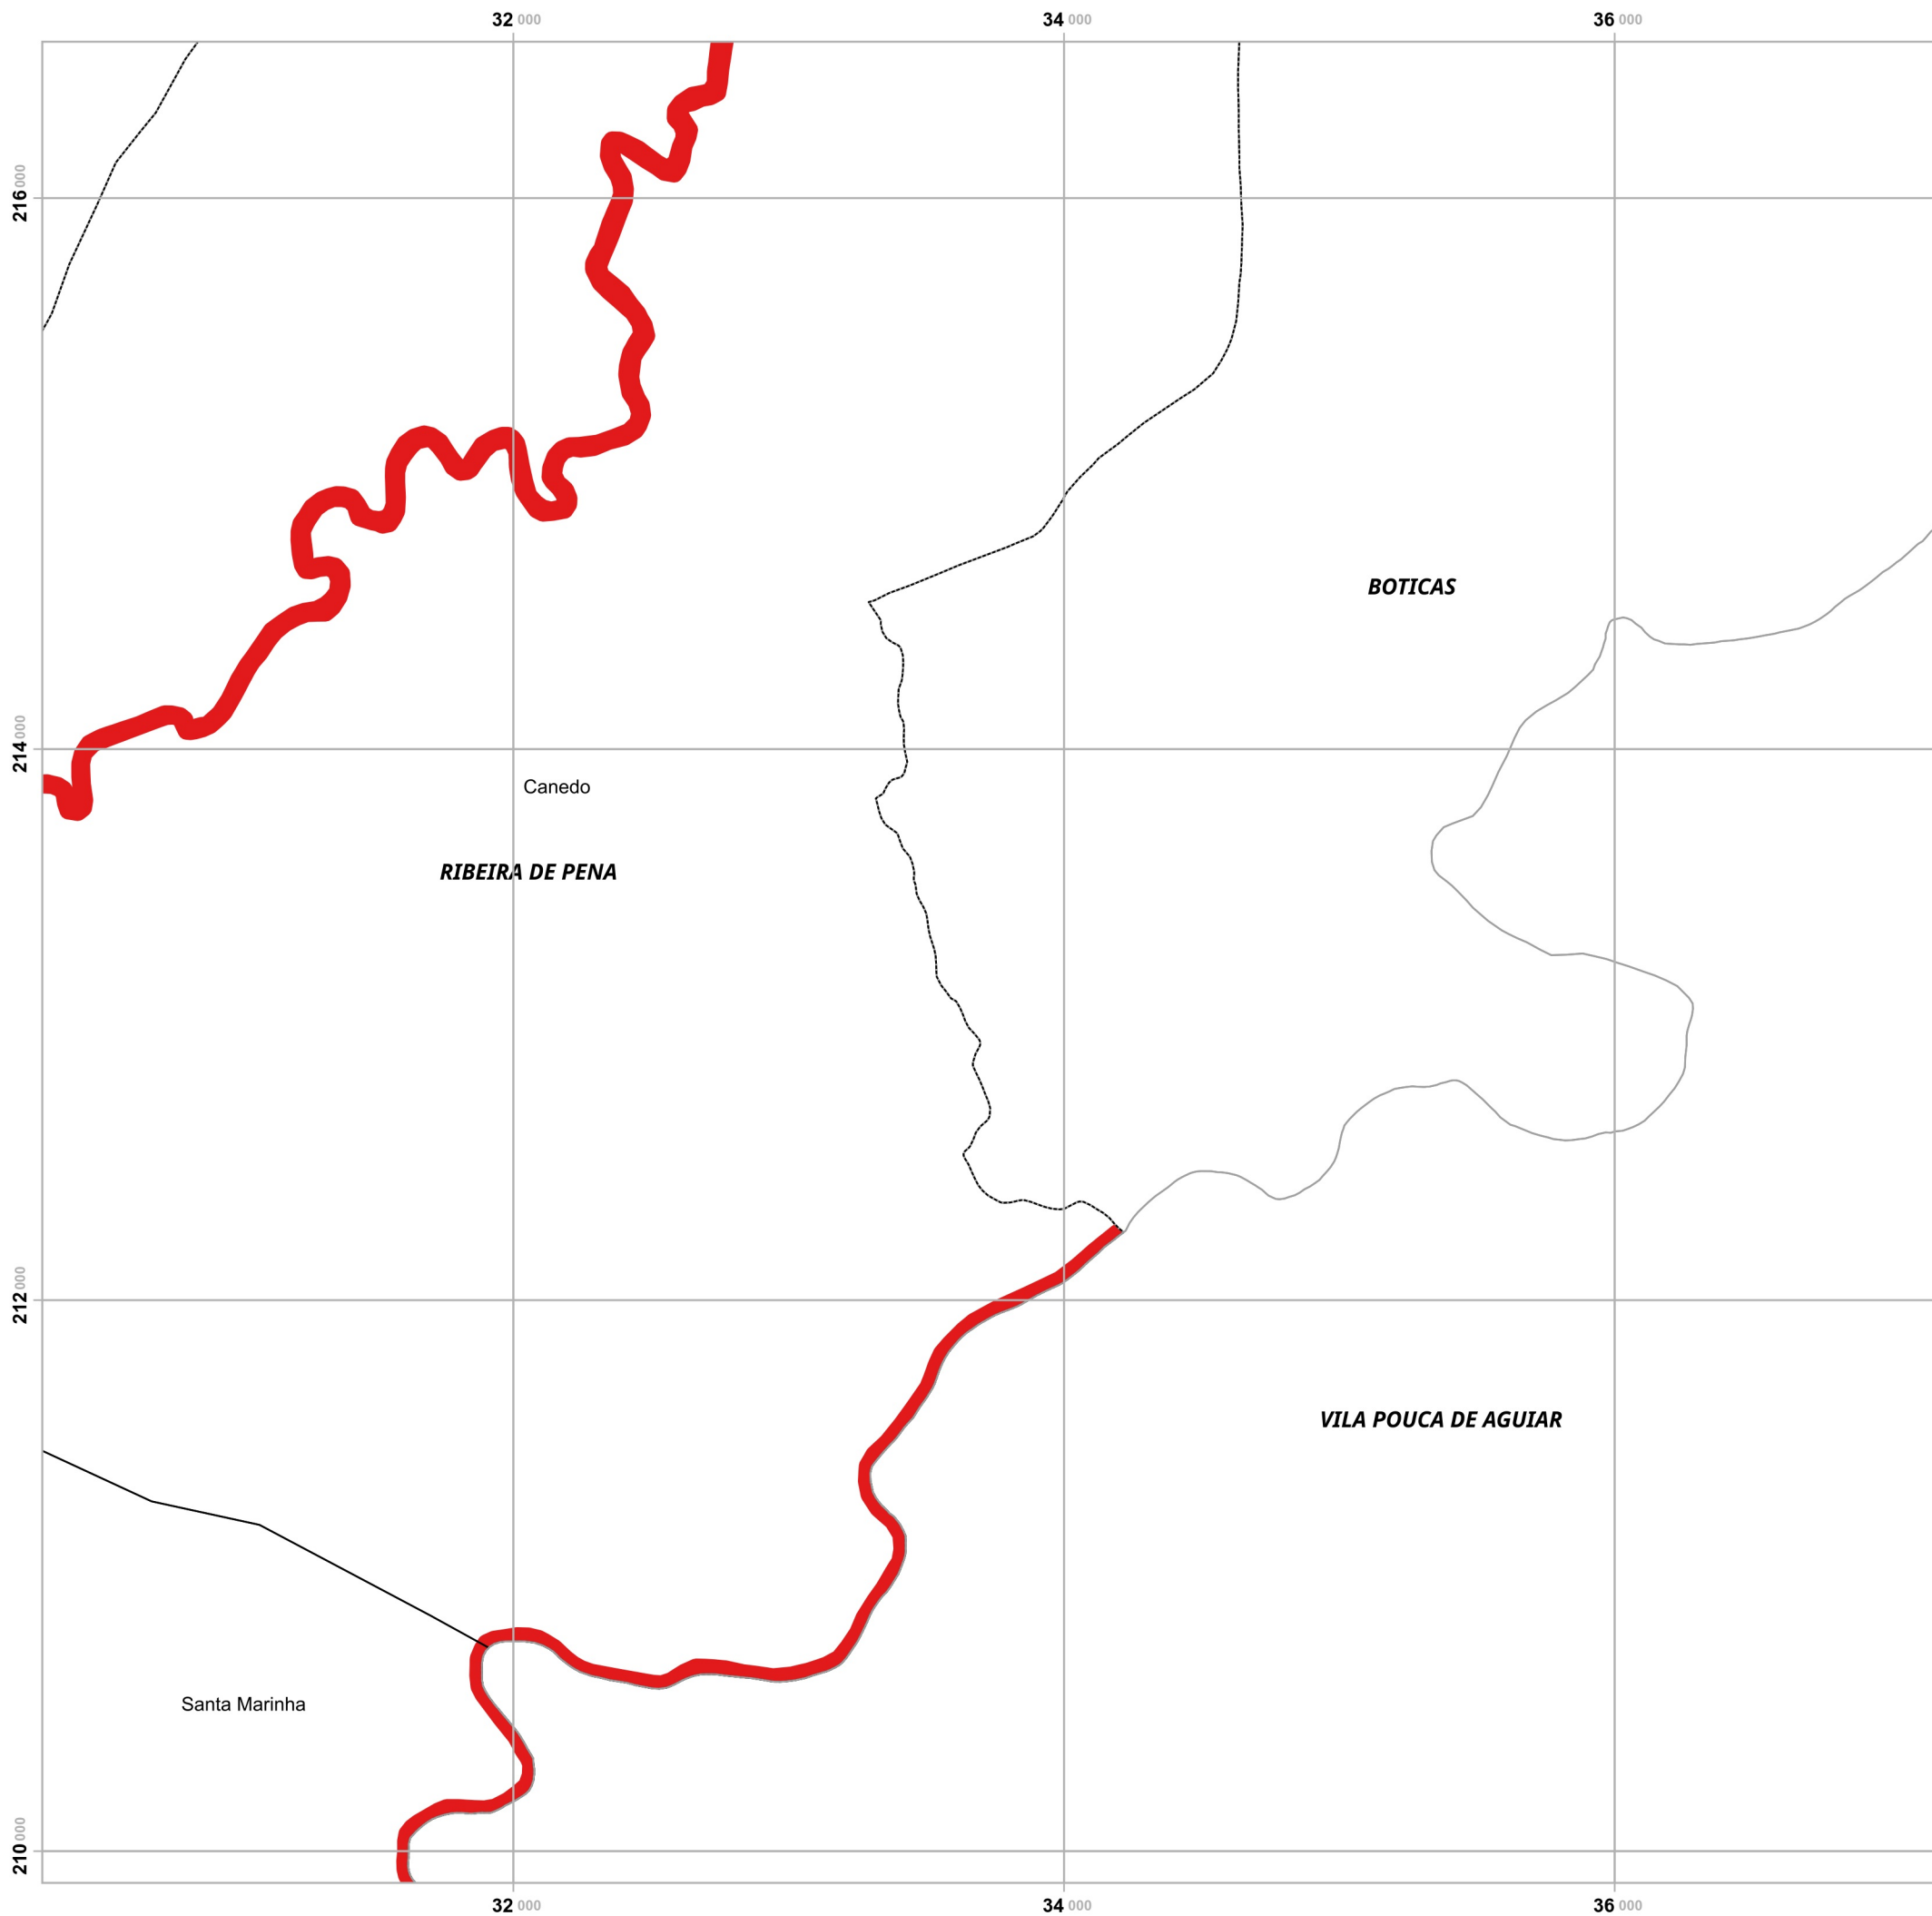 32 000
34 000
36 000
216 000
BOTICAS
214 000
Canedo
RIBEIRA DE PENA
212 000
VILA POUCA DE AGUIAR
Santa Marinha
210 000
32 000
34 000
36 000